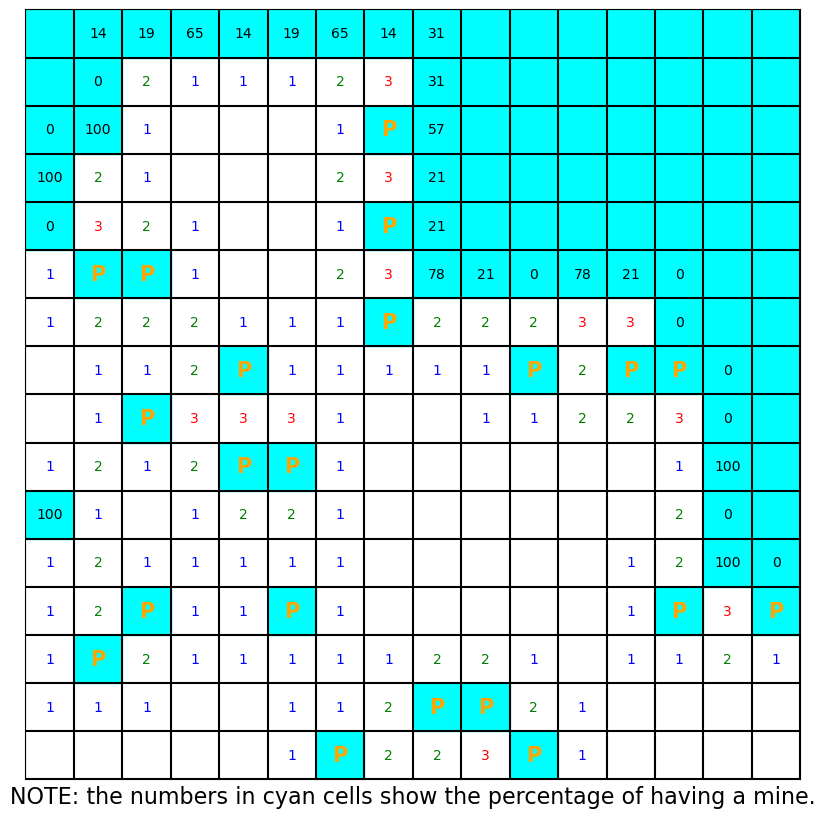 14 19 65 14 19 65 14 31
0 2 1 1 1 2 3 31
0 100 1 1 P 57
100 2 1 2 3 21
0 3 2 1 1 P 21
1 P P 1 2 3 78 21 0 78 21 0
1 2 2 2 1 1 1 P 2 2 2 3 3 0
1 1 2 P 1 1 1 1 1 P 2 P P 0
1 P 3 3 3 1 1 1 2 2 3 0
1 2 1 2 P P 1 1 100
100 1 1 2 2 1 2 0
1 2 1 1 1 1 1 1 2 100 0
1 2 P 1 1 P 1 1 P 3 P
1 P 2 1 1 1 1 1 2 2 1 1 1 2 1
1 1 1 1 1 2 P P 2 1
1 P 2 2 3 P 1
NOTE: the numbers in cyan cells show the percentage of having a mine.